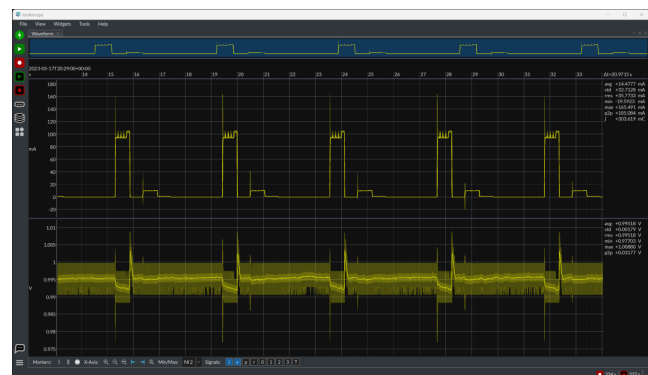 File View Widgets Tools Help
Waveform
2023-05-17T20:29:00+00:00
s 14 15 16 17 18 19 20 21 22 23 24 25 26 27 28 29 30 31 32 33 Δt=20.9715 s
180
160
140
120
100
80
mA
60
40
20
0
-20
avg +14.4777 mA
std +32.7128 mA
rms +35.7733 mA
min -19.5923 mA
max +165.491 mA
p2p +185.084 mA
∫ +303.619 mC
1.01
1.005
1
0.995
V
0.99
0.985
0.98
0.975
avg +0.99518 V
std +0.00179 V
rms +0.99518 V
min +0.97703 V
max +1.00880 V
p2p +0.03177 V
Markers: X-Axis: Min/Max: fill 2 Signals: i v p r 0 1 2 3 T